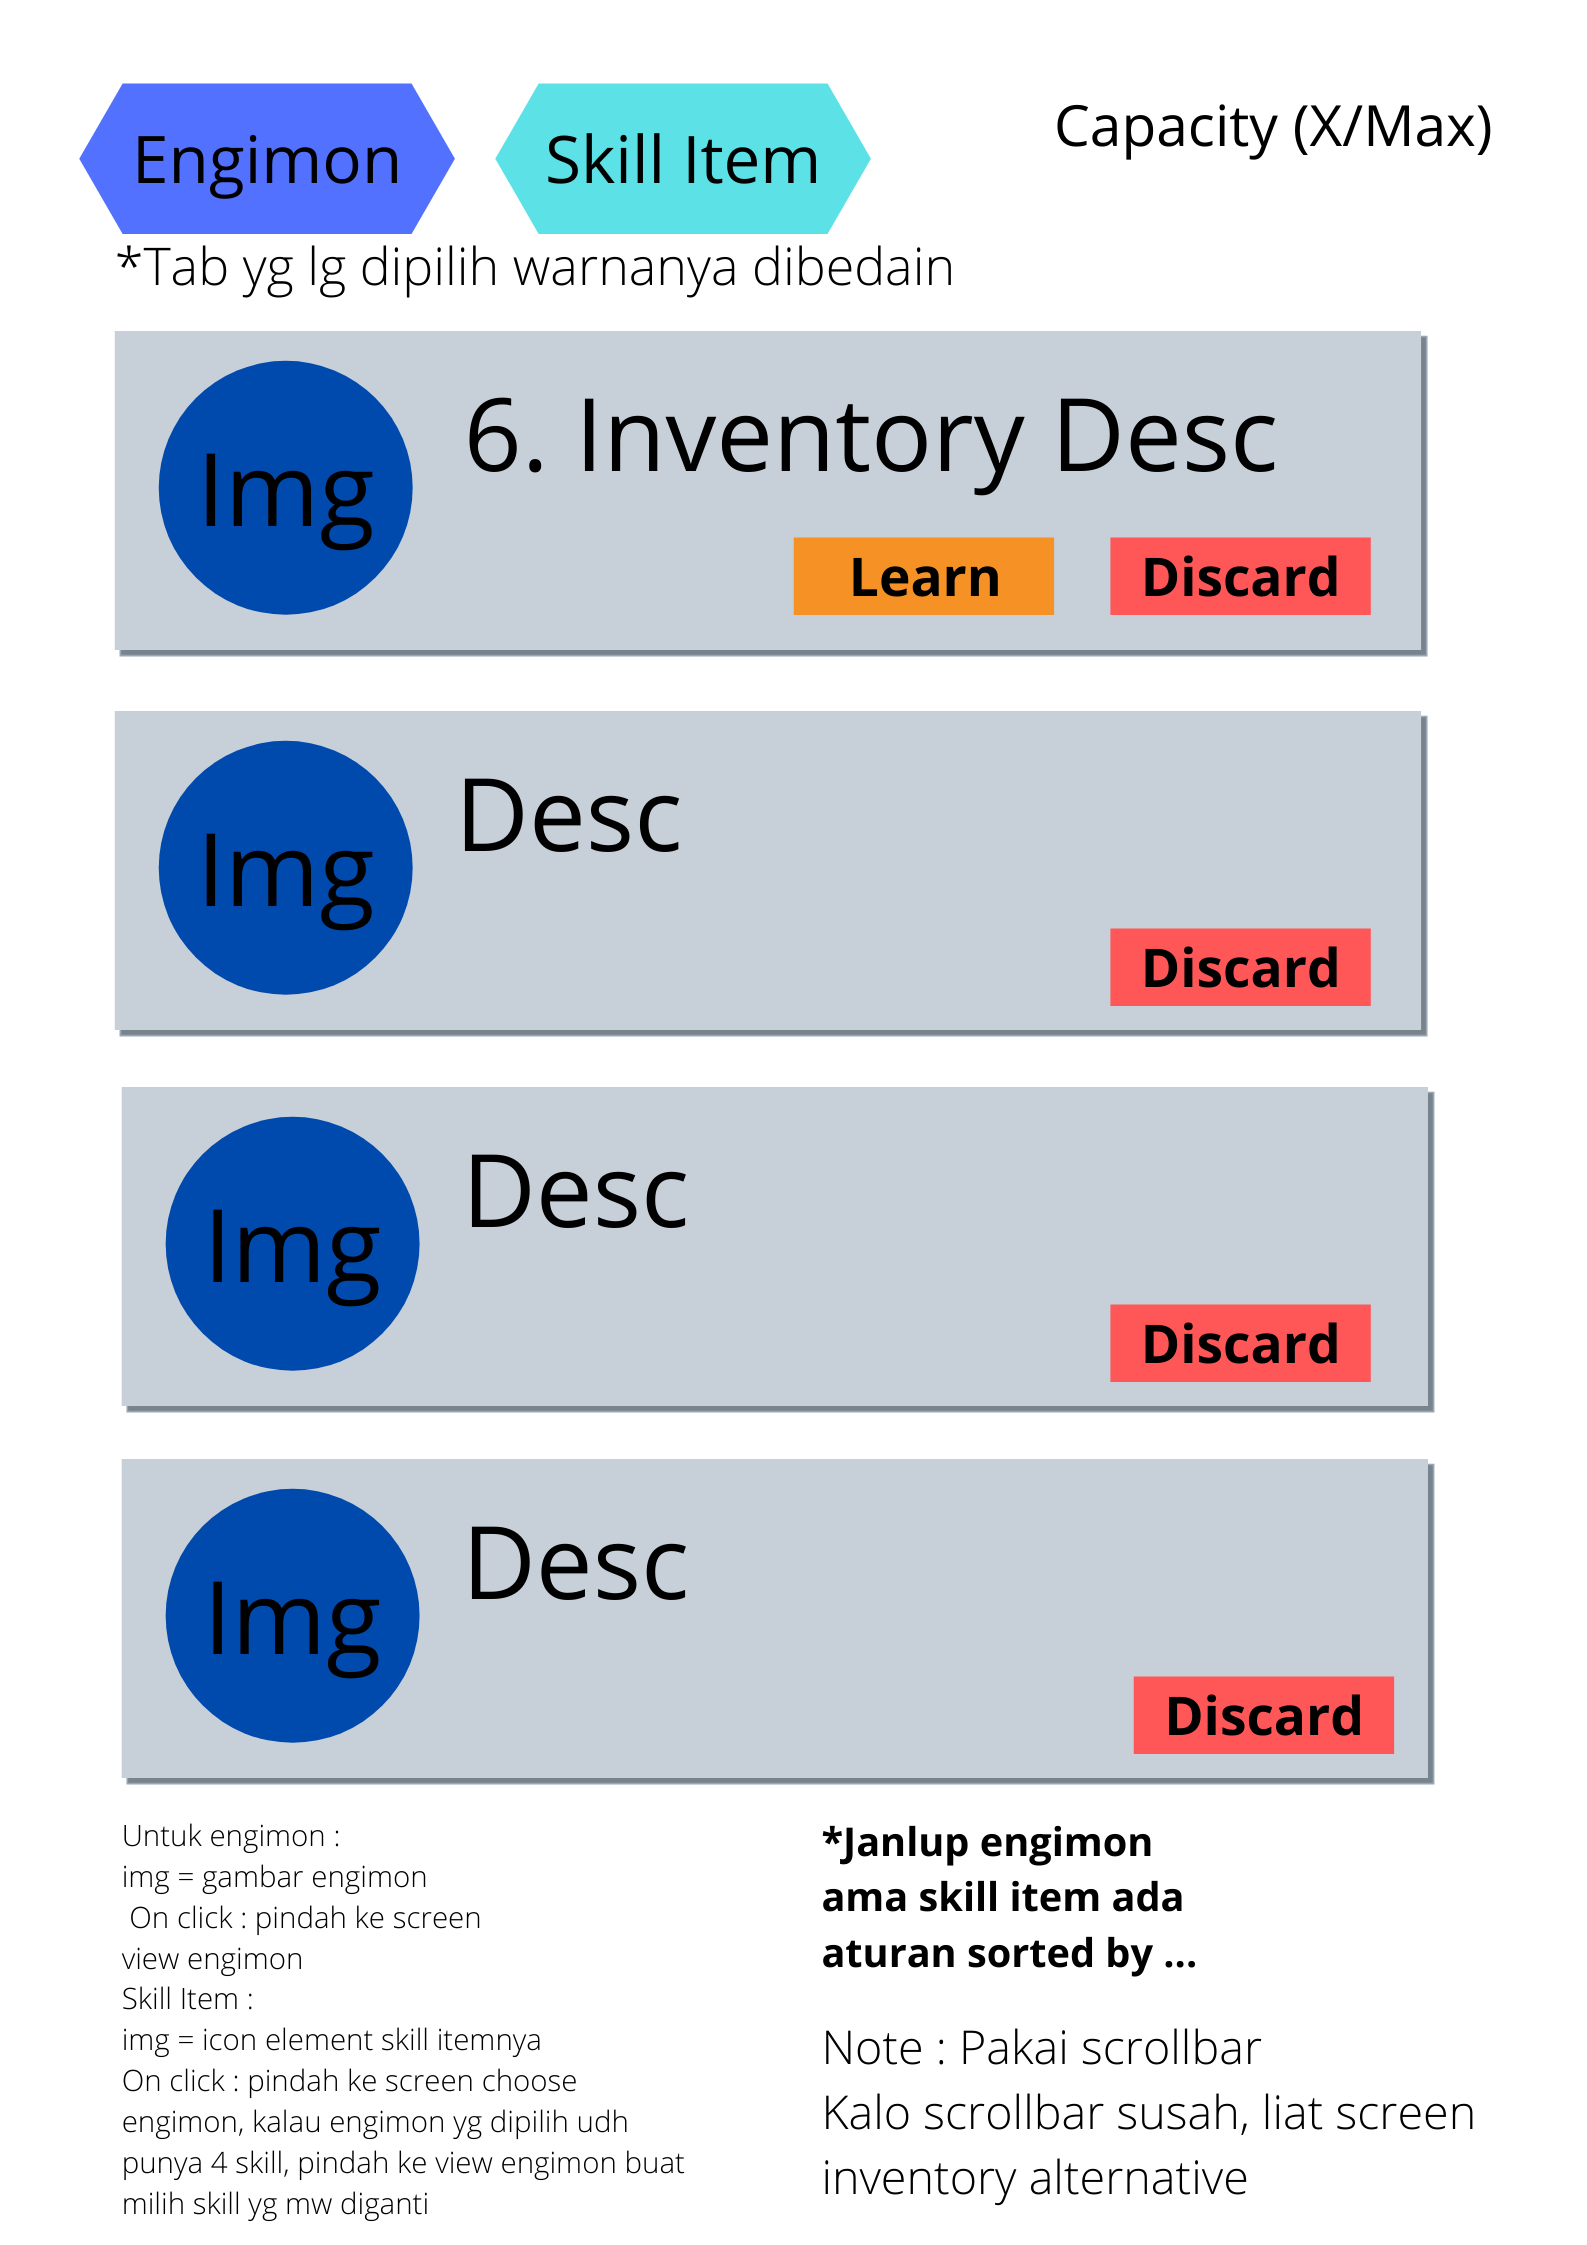 Engimon
Skill Item
Capacity (X/Max)
*Tab yg lg dipilih warnanya dibedain
Img
6. Inventory Desc
Learn
Discard
Img
Desc
Discard
Img
Desc
Discard
Img
Desc
Discard
Untuk engimon :
img = gambar engimon
On click : pindah ke screen
view engimon
Skill Item :
img = icon element skill itemnya
On click : pindah ke screen choose
engimon, kalau engimon yg dipilih udh
punya 4 skill, pindah ke view engimon buat
milih skill yg mw diganti
*Janlup engimon
ama skill item ada
aturan sorted by ...
Note : Pakai scrollbar
Kalo scrollbar susah, liat screen
inventory alternative